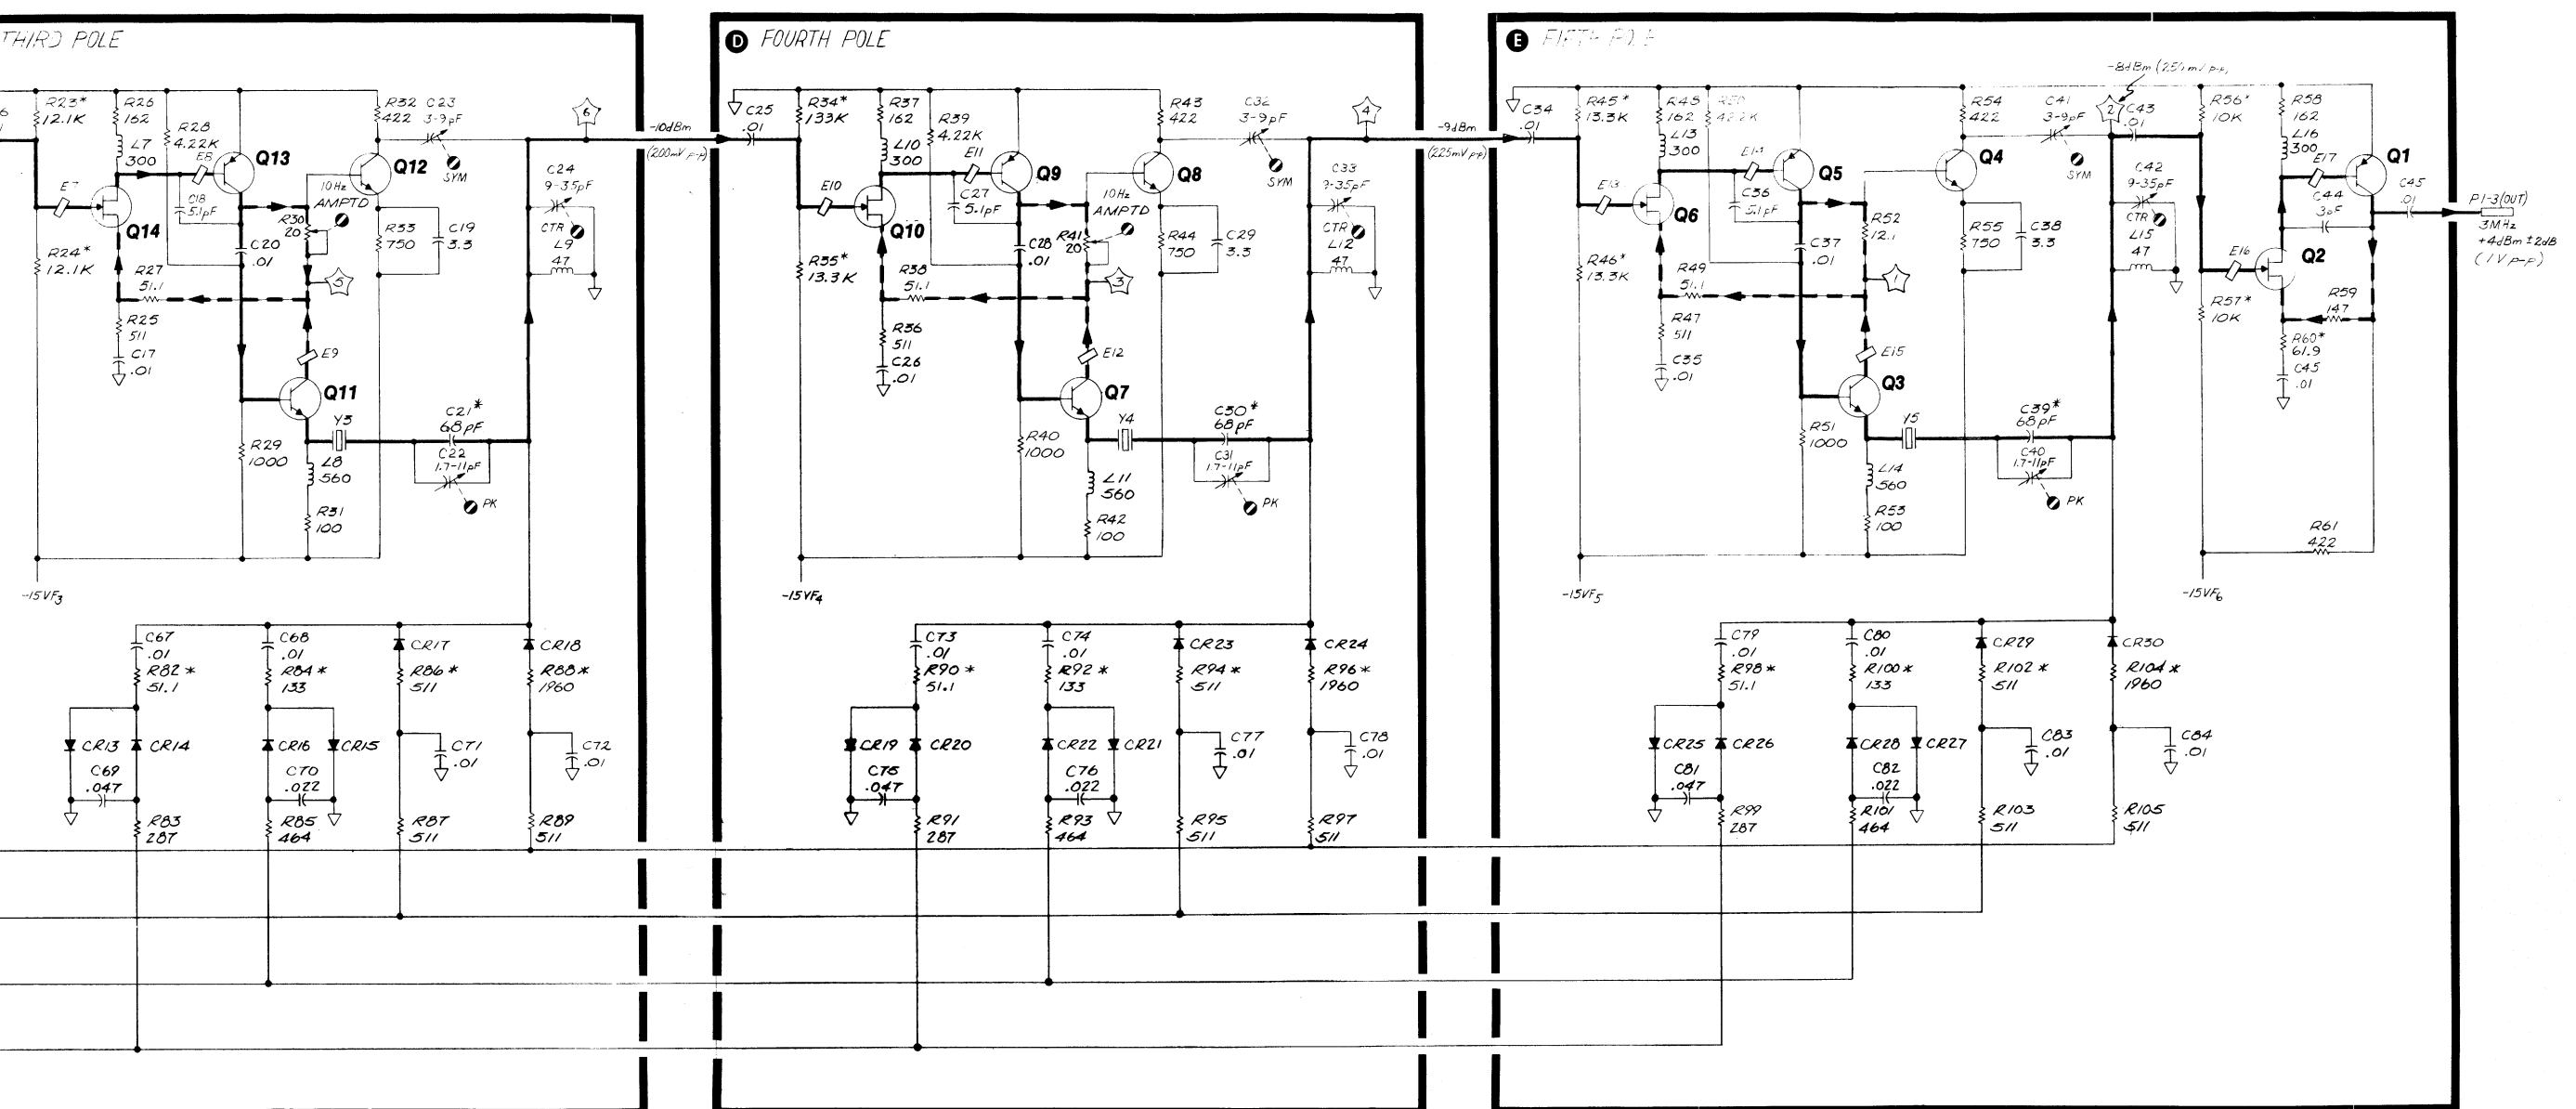 THIRD POLE
R23*
12.1K
R26
162
L7
300
R28
4.22K
E8
Q13
R32
422
C23
3-9pF
SYM
Q12
10Hz
AMPTD
R30
20
E7
Q14
C18
5.1pF
C20
.01
R33
750
C19
3.3
C24
9-35pF
CTR
L9
47
6
R24*
12.1K
R27
51.1
5
R25
511
C17
.01
E9
Q11
Y3
C21*
68pF
C22
1.7-11pF
PK
R29
1000
L8
560
R31
100
-15VF3
C67
.01
R82*
51.1
C68
.01
R84*
133
CR17
R86*
511
CR18
R88*
1960
CR13
CR14
CR16
CR15
C71
.01
C72
.01
C69
.047
C70
.022
R83
287
R85
464
R87
511
R89
511
-10dBm
(200mV p-p)
D FOURTH POLE
C25
.01
R34*
133K
R37
162
L10
300
R39
4.22K
E11
Q9
R43
422
C32
3-9pF
SYM
Q8
10Hz
AMPTD
R41
20
E10
Q10
C27
5.1pF
C28
.01
R44
750
C29
3.3
C33
?-35pF
CTR
L12
47
4
R35*
13.3K
R38
51.1
3
R36
511
C26
.01
E12
Q7
Y4
C30*
68pF
C31
1.7-11pF
PK
R40
1000
L11
560
R42
100
-15VF4
C73
.01
R90*
51.1
C74
.01
R92*
133
CR23
R94*
511
CR24
R96*
1960
CR19
CR20
CR22
CR21
C77
.01
C78
.01
C75
.047
C76
.022
R91
287
R93
464
R95
511
R97
511
-9dBm
(225mV p-p)
E FIFTH POLE
C34
.01
R45*
13.3K
R48
162
L13
300
R50
42.2K
E14
Q5
R54
422
C41
3-9pF
SYM
Q4
-8dBm
2
C43
.01
R56*
10K
R58
162
L16
300
E17
Q1
C45
.01
P1-3(OUT)
3MHz
+4dBm ±2dB
(1V p-p)
E13
Q6
C36
5.1pF
C37
.01
R52
12.1
R55
750
C38
3.3
C42
9-35pF
CTR
L15
47
C44
3pF
E16
Q2
R46*
13.3K
R49
51.1
1
R57*
10K
R59
147
R60*
61.9
C45
.01
R47
511
C35
.01
E15
Q3
Y5
C39*
68pF
C40
1.7-11pF
PK
R51
1000
L14
560
R53
100
R61
422
-15VF5
-15VF6
C79
.01
R98*
51.1
C80
.01
R100*
133
CR29
R102*
511
CR30
R104*
1960
CR25
CR26
CR28
CR27
C83
.01
C84
.01
C81
.047
C82
.022
R99
287
R101
464
R103
511
R105
511